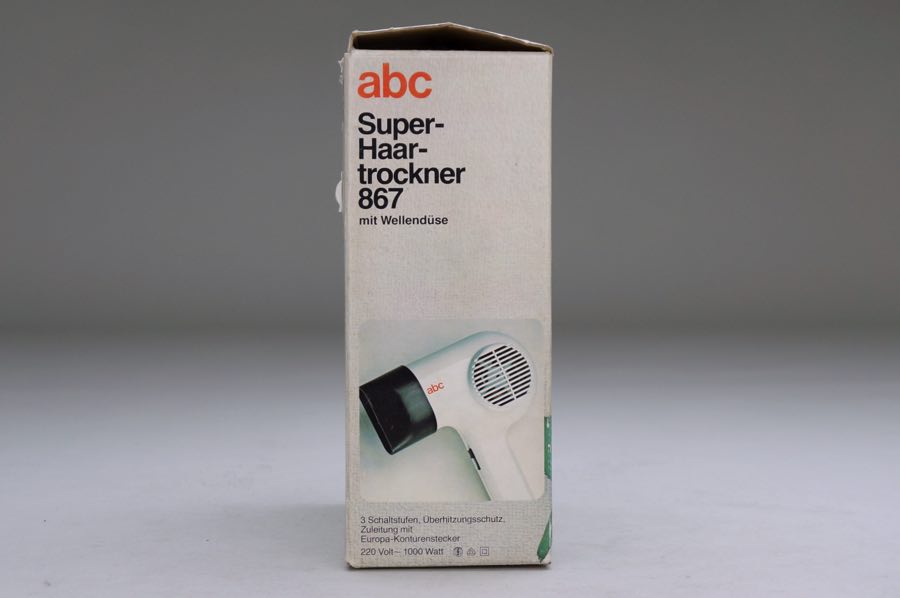 abc
Super-
Haar-
trockner
867
mit Wellendüse
abc
3 Schaltstufen, Überhitzungsschutz,
Zuleitung mit
Europa-Konturenstecker
220 Volt~ 1000 Watt